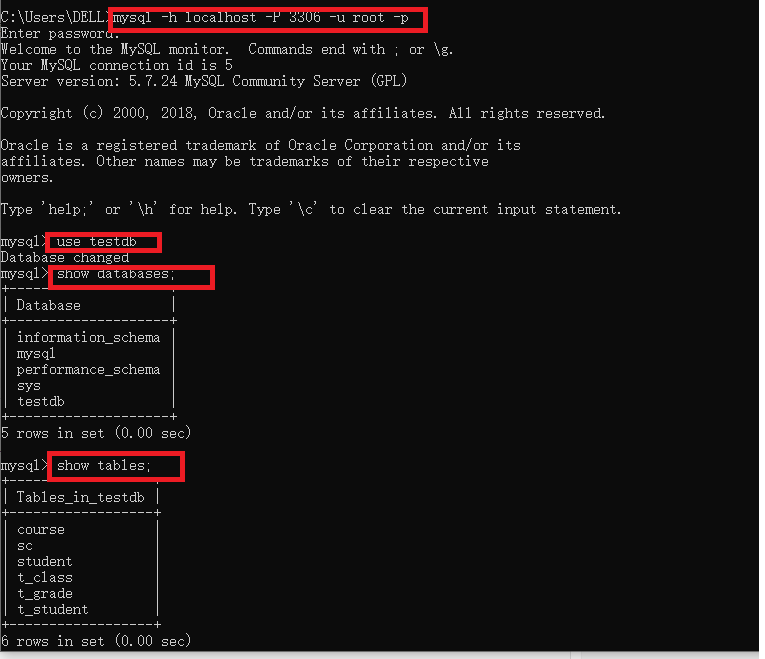 C:\Users\DELL>mysql -h localhost -P 3306 -u root -p
Enter password:
Welcome to the MySQL monitor.  Commands end with ; or \g.
Your MySQL connection id is 5
Server version: 5.7.24 MySQL Community Server (GPL)
Copyright (c) 2000, 2018, Oracle and/or its affiliates. All rights reserved.
Oracle is a registered trademark of Oracle Corporation and/or its
affiliates. Other names may be trademarks of their respective
owners.
Type 'help;' or '\h' for help. Type '\c' to clear the current input statement.
mysql> use testdb
Database changed
mysql> show databases;
+--------------------+
| Database           |
+--------------------+
| information_schema |
| mysql              |
| performance_schema |
| sys                |
| testdb             |
+--------------------+
5 rows in set (0.00 sec)
mysql> show tables;
+------------------+
| Tables_in_testdb |
+------------------+
| course           |
| sc               |
| student          |
| t_class          |
| t_grade          |
| t_student        |
+------------------+
6 rows in set (0.00 sec)